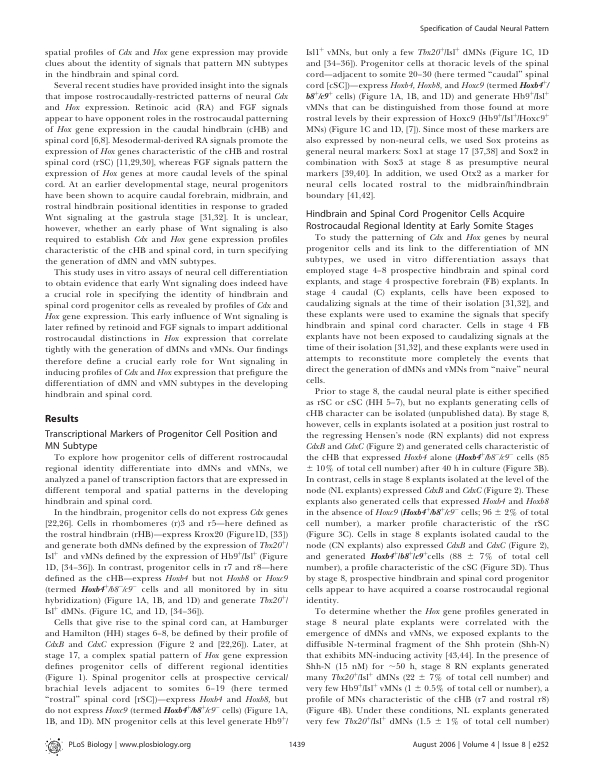 Specification of Caudal Neural Pattern
spatial profiles of Cdx and Hox gene expression may provide
clues about the identity of signals that pattern MN subtypes
in the hindbrain and spinal cord.
Several recent studies have provided insight into the signals
that impose rostrocaudally-restricted patterns of neural Cdx
and Hox expression. Retinoic acid (RA) and FGF signals
appear to have opponent roles in the rostrocaudal patterning
of Hox gene expression in the caudal hindbrain (cHB) and
spinal cord [6,8]. Mesodermal-derived RA signals promote the
expression of Hox genes characteristic of the cHB and rostral
spinal cord (rSC) [11,29,30], whereas FGF signals pattern the
expression of Hox genes at more caudal levels of the spinal
cord. At an earlier developmental stage, neural progenitors
have been shown to acquire caudal forebrain, midbrain, and
rostral hindbrain positional identities in response to graded
Wnt signaling at the gastrula stage [31,32]. It is unclear,
however, whether an early phase of Wnt signaling is also
required to establish Cdx and Hox gene expression profiles
characteristic of the cHB and spinal cord, in turn specifying
the generation of dMN and vMN subtypes.
This study uses in vitro assays of neural cell differentiation
to obtain evidence that early Wnt signaling does indeed have
a crucial role in specifying the identity of hindbrain and
spinal cord progenitor cells as revealed by profiles of Cdx and
Hox gene expression. This early influence of Wnt signaling is
later refined by retinoid and FGF signals to impart additional
rostrocaudal distinctions in Hox expression that correlate
tightly with the generation of dMNs and vMNs. Our findings
therefore define a crucial early role for Wnt signaling in
inducing profiles of Cdx and Hox expression that prefigure the
differentiation of dMN and vMN subtypes in the developing
hindbrain and spinal cord.
Results
Transcriptional Markers of Progenitor Cell Position and
MN Subtype
To explore how progenitor cells of different rostrocaudal
regional identity differentiate into dMNs and vMNs, we
analyzed a panel of transcription factors that are expressed in
different temporal and spatial patterns in the developing
hindbrain and spinal cord.
In the hindbrain, progenitor cells do not express Cdx genes
[22,26]. Cells in rhombomeres (r)3 and r5—here defined as
the rostral hindbrain (rHB)—express Krox20 (Figure1D, [33])
and generate both dMNs defined by the expression of Tbx20⁺/
Isl⁺ and vMNs defined by the expression of Hb9⁺/Isl⁺ (Figure
1D, [34–36]). In contrast, progenitor cells in r7 and r8—here
defined as the cHB—express Hoxb4 but not Hoxb8 or Hoxc9
(termed Hoxb4⁺/b8⁻/c9⁻ cells and all monitored by in situ
hybridization) (Figure 1A, 1B, and 1D) and generate Tbx20⁺/
Isl⁺ dMNs. (Figure 1C, and 1D, [34–36]).
Cells that give rise to the spinal cord can, at Hamburger
and Hamilton (HH) stages 6–8, be defined by their profile of
CdxB and CdxC expression (Figure 2 and [22,26]). Later, at
stage 17, a complex spatial pattern of Hox gene expression
defines progenitor cells of different regional identities
(Figure 1). Spinal progenitor cells at prospective cervical/
brachial levels adjacent to somites 6–19 (here termed
“rostral” spinal cord [rSC])—express Hoxb4 and Hoxb8, but
do not express Hoxc9 (termed Hoxb4⁺/b8⁺/c9⁻ cells) (Figure 1A,
1B, and 1D). MN progenitor cells at this level generate Hb9⁺/
Isl1⁺ vMNs, but only a few Tbx20⁺/Isl⁺ dMNs (Figure 1C, 1D
and [34–36]). Progenitor cells at thoracic levels of the spinal
cord—adjacent to somite 20–30 (here termed “caudal” spinal
cord [cSC])—express Hoxb4, Hoxb8, and Hoxc9 (termed Hoxb4⁺/
b8⁺/c9⁺ cells) (Figure 1A, 1B, and 1D) and generate Hb9⁺/Isl⁺
vMNs that can be distinguished from those found at more
rostral levels by their expression of Hoxc9 (Hb9⁺/Isl⁺/Hoxc9⁺
MNs) (Figure 1C and 1D, [7]). Since most of these markers are
also expressed by non-neural cells, we used Sox proteins as
general neural markers: Sox1 at stage 17 [37,38] and Sox2 in
combination with Sox3 at stage 8 as presumptive neural
markers [39,40]. In addition, we used Otx2 as a marker for
neural cells located rostral to the midbrain/hindbrain
boundary [41,42].
Hindbrain and Spinal Cord Progenitor Cells Acquire
Rostrocaudal Regional Identity at Early Somite Stages
To study the patterning of Cdx and Hox genes by neural
progenitor cells and its link to the differentiation of MN
subtypes, we used in vitro differentiation assays that
employed stage 4–8 prospective hindbrain and spinal cord
explants, and stage 4 prospective forebrain (FB) explants. In
stage 4 caudal (C) explants, cells have been exposed to
caudalizing signals at the time of their isolation [31,32], and
these explants were used to examine the signals that specify
hindbrain and spinal cord character. Cells in stage 4 FB
explants have not been exposed to caudalizing signals at the
time of their isolation [31,32], and these explants were used in
attempts to reconstitute more completely the events that
direct the generation of dMNs and vMNs from “naive” neural
cells.
Prior to stage 8, the caudal neural plate is either specified
as rSC or cSC (HH 5–7), but no explants generating cells of
cHB character can be isolated (unpublished data). By stage 8,
however, cells in explants isolated at a position just rostral to
the regressing Hensen’s node (RN explants) did not express
CdxB and CdxC (Figure 2) and generated cells characteristic of
the cHB that expressed Hoxb4 alone (Hoxb4⁺/b8⁻/c9⁻ cells (85
± 10% of total cell number) after 40 h in culture (Figure 3B).
In contrast, cells in stage 8 explants isolated at the level of the
node (NL explants) expressed CdxB and CdxC (Figure 2). These
explants also generated cells that expressed Hoxb4 and Hoxb8
in the absence of Hoxc9 (Hoxb4⁺/b8⁺/c9⁻ cells; 96 ± 2% of total
cell number), a marker profile characteristic of the rSC
(Figure 3C). Cells in stage 8 explants isolated caudal to the
node (CN explants) also expressed CdxB and CdxC (Figure 2),
and generated Hoxb4⁺/b8⁺/c9⁺cells (88 ± 7% of total cell
number), a profile characteristic of the cSC (Figure 3D). Thus
by stage 8, prospective hindbrain and spinal cord progenitor
cells appear to have acquired a coarse rostrocaudal regional
identity.
To determine whether the Hox gene profiles generated in
stage 8 neural plate explants were correlated with the
emergence of dMNs and vMNs, we exposed explants to the
diffusible N-terminal fragment of the Shh protein (Shh-N)
that exhibits MN-inducing activity [43,44]. In the presence of
Shh-N (15 nM) for ~50 h, stage 8 RN explants generated
many Tbx20⁺/Isl⁺ dMNs (22 ± 7% of total cell number) and
very few Hb9⁺/Isl⁺ vMNs (1 ± 0.5% of total cell or number), a
profile of MNs characteristic of the cHB (r7 and rostral r8)
(Figure 4B). Under these conditions, NL explants generated
very few Tbx20⁺/Isl⁺ dMNs (1.5 ± 1% of total cell number)
PLoS Biology | www.plosbiology.org
1439
August 2006 | Volume 4 | Issue 8 | e252